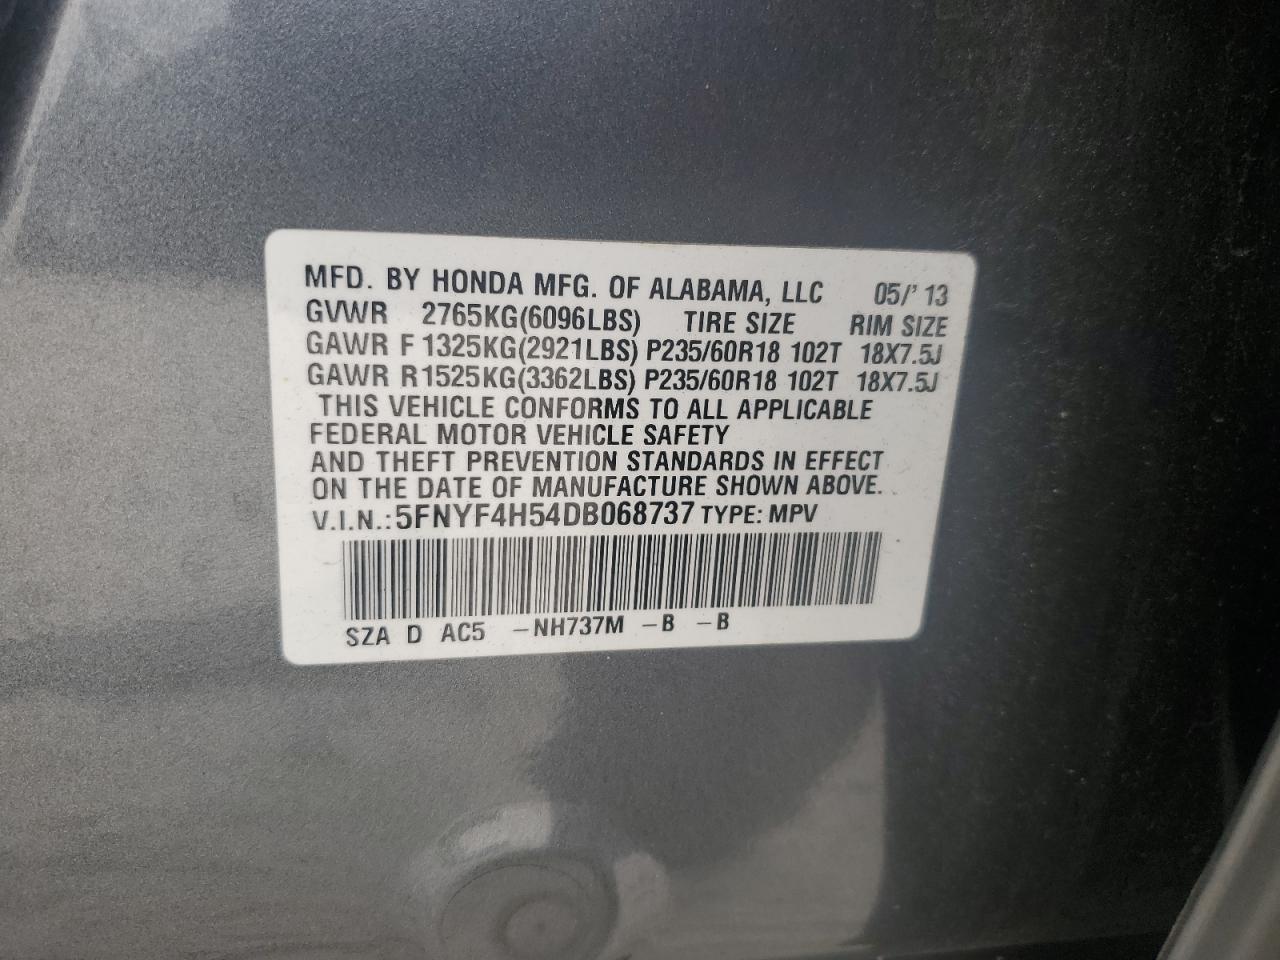 MFD. BY HONDA MFG. OF ALABAMA, LLC 05/'13
GVWR 2765KG(6096LBS) TIRE SIZE RIM SIZE
GAWR F 1325KG(2921LBS) P235/60R18 102T 18X7.5J
GAWR R1525KG(3362LBS) P235/60R18 102T 18X7.5J
THIS VEHICLE CONFORMS TO ALL APPLICABLE
FEDERAL MOTOR VEHICLE SAFETY
AND THEFT PREVENTION STANDARDS IN EFFECT
ON THE DATE OF MANUFACTURE SHOWN ABOVE.
V.I.N.:5FNYF4H54DB068737 TYPE: MPV
SZA D AC5 -NH737M -B -B